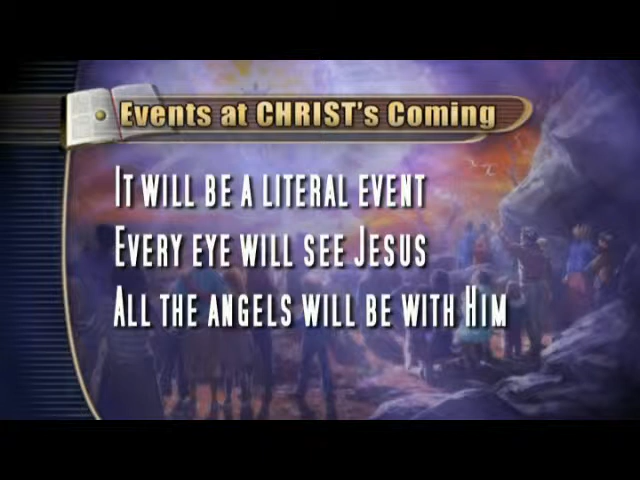 Events at CHRIST's Coming
It will be a literal event
Every eye will see Jesus
All the angels will be with Him